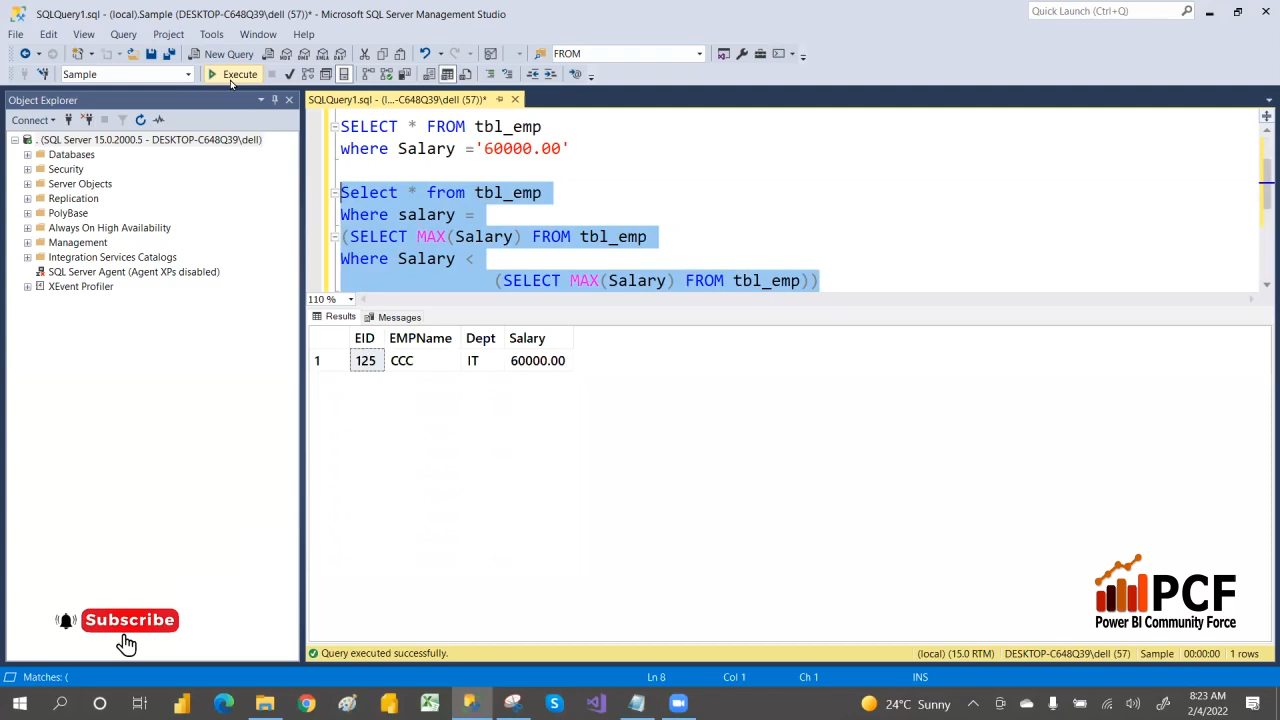 SQLQuery1.sql - (local).Sample (DESKTOP-C648Q39\dell (57))* - Microsoft SQL Server Management Studio
Quick Launch (Ctrl+Q)
File Edit View Query Project Tools Window Help
New Query
FROM
Sample
Execute
Object Explorer
SQLQuery1.sql - (l...-C648Q39\dell (57))*
Connect
. (SQL Server 15.0.2000.5 - DESKTOP-C648Q39\dell)
Databases
Security
Server Objects
Replication
PolyBase
Always On High Availability
Management
Integration Services Catalogs
SQL Server Agent (Agent XPs disabled)
XEvent Profiler
SELECT * FROM tbl_emp
where Salary ='60000.00'
Select * from tbl_emp
Where salary =
(SELECT MAX(Salary) FROM tbl_emp
Where Salary <
(SELECT MAX(Salary) FROM tbl_emp))
110 %
Results Messages
EID EMPName Dept Salary
1 125 CCC IT 60000.00
PCF
Power BI Community Force
Subscribe
Query executed successfully.
(local) (15.0 RTM) DESKTOP-C648Q39\dell (57) Sample 00:00:00 1 rows
Matches: (
Ln 8 Col 1 Ch 1 INS
24°C Sunny
8:23 AM
2/4/2022